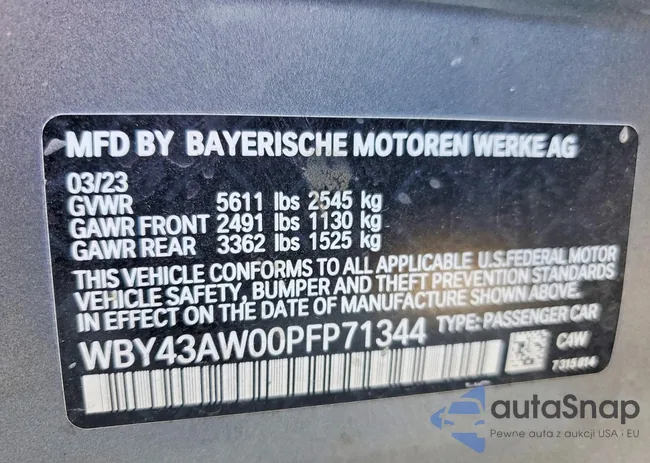 MFD BY BAYERISCHE MOTOREN WERKE AG
03/23
GVWR 5611 lbs 2545 kg
GAWR FRONT 2491 lbs 1130 kg
GAWR REAR 3362 lbs 1525 kg
THIS VEHICLE CONFORMS TO ALL APPLICABLE U.S.FEDERAL MOTOR
VEHICLE SAFETY, BUMPER AND THEFT PREVENTION STANDARDS
IN EFFECT ON THE DATE OF MANUFACTURE SHOWN ABOVE.
WBY43AW00PFP71344 TYPE: PASSENGER CAR
C4W
7315614
autaSnap
Pewne auta z aukcji USA i EU